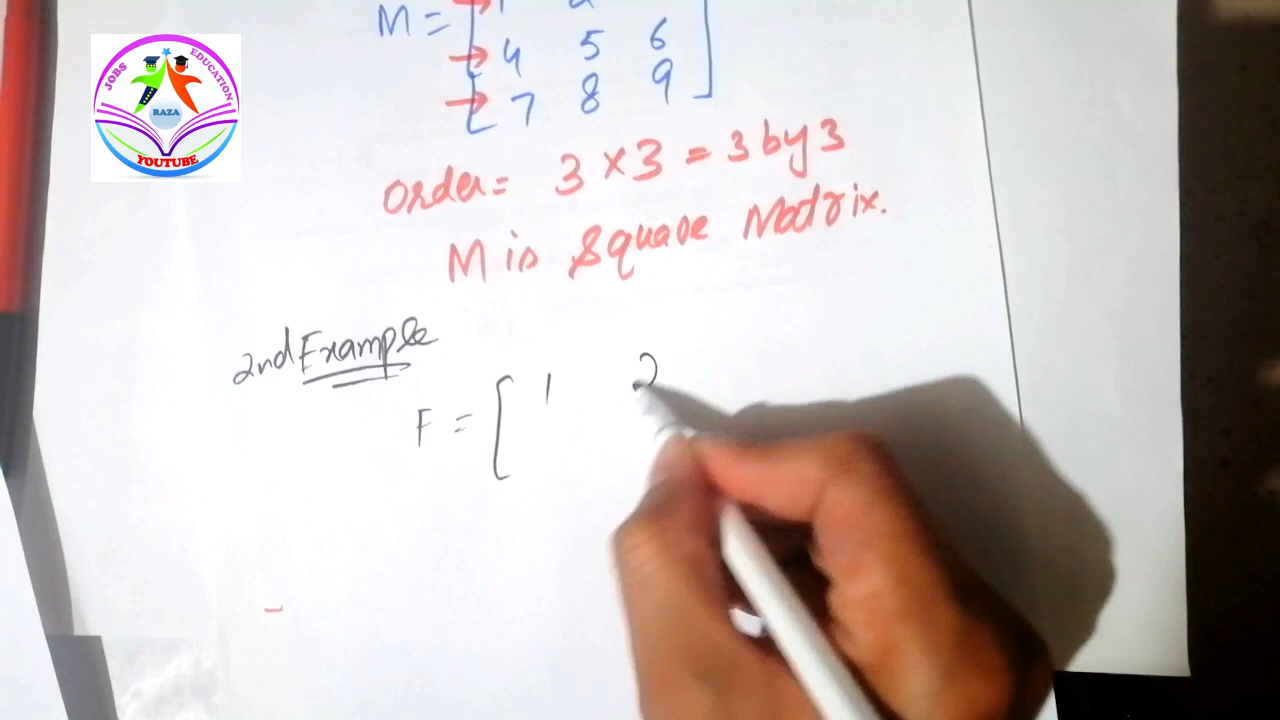 M =
4 5 6
7 8 9
Order = 3 × 3 = 3 by 3
M is Square Matrix.
2nd Example
F = [ 1 2
JOBS
EDUCATION
RAZA
YOUTUBE